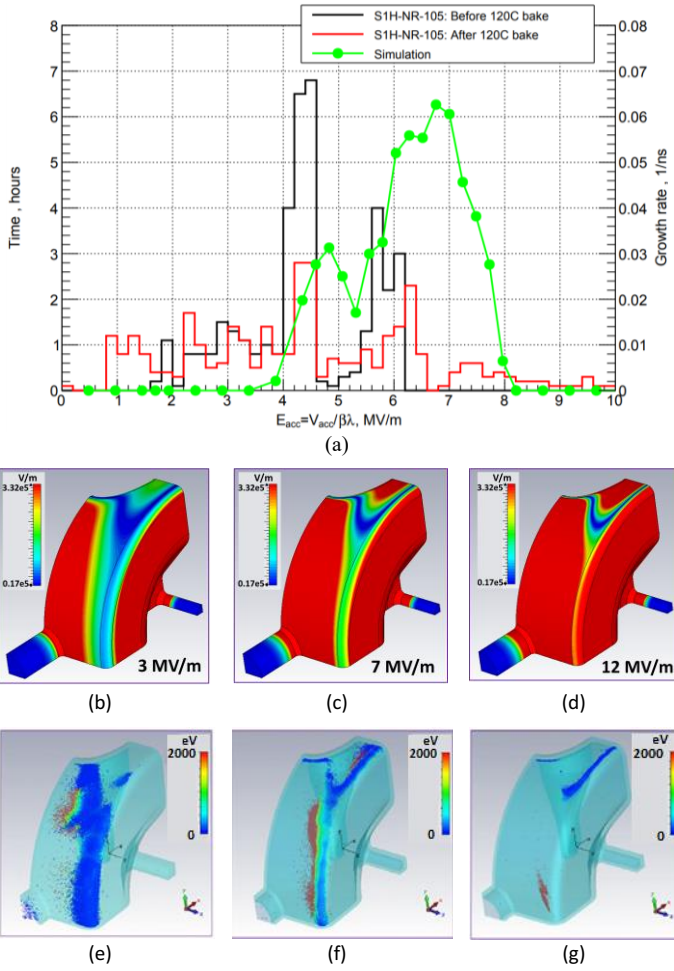 S1H-NR-105: Before 120C bake
S1H-NR-105: After 120C bake
Simulation
Time , hours
8
7
6
5
4
3
2
1
0
0.08
0.07
0.06
0.05
0.04
0.03
0.02
0.01
0
Growth rate , 1/ns
0 1 2 3 4 5 6 7 8 9 10
E_acc=V_acc/βλ, MV/m
(a)
V/m
3.32e5
0.17e5
3 MV/m
V/m
3.32e5
0.17e5
7 MV/m
V/m
3.32e5
0.17e5
12 MV/m
(b) (c) (d)
eV
2000
0
eV
2000
0
eV
2000
0
(e) (f) (g)